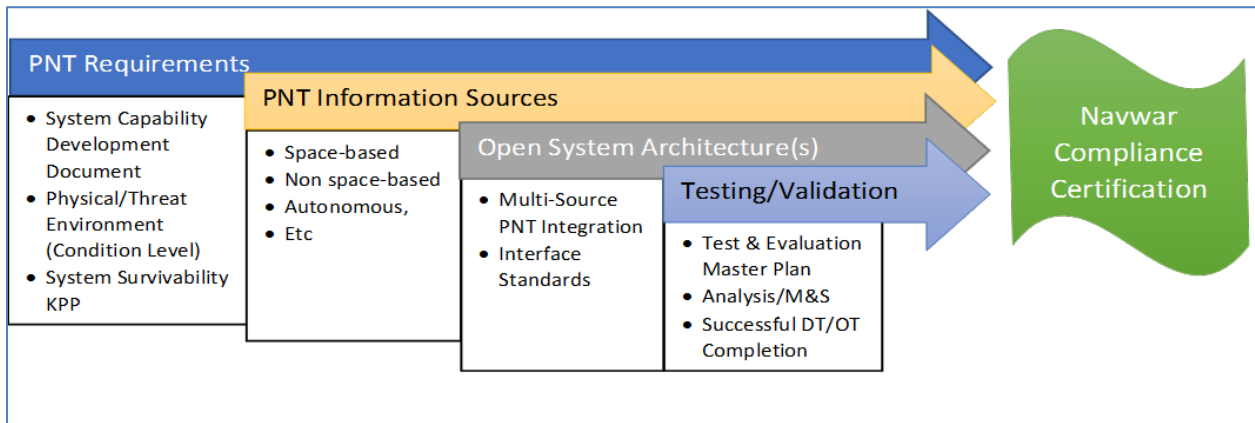 PNT Requirements
• System Capability
Development
Document
• Physical/Threat
Environment
(Condition Level)
• System Survivability
KPP
PNT Information Sources
• Space-based
• Non space-based
• Autonomous,
• Etc
Open System Architecture(s)
• Multi-Source
PNT Integration
• Interface
Standards
Testing/Validation
• Test & Evaluation
Master Plan
• Analysis/M&S
• Successful DT/OT
Completion
Navwar
Compliance
Certification